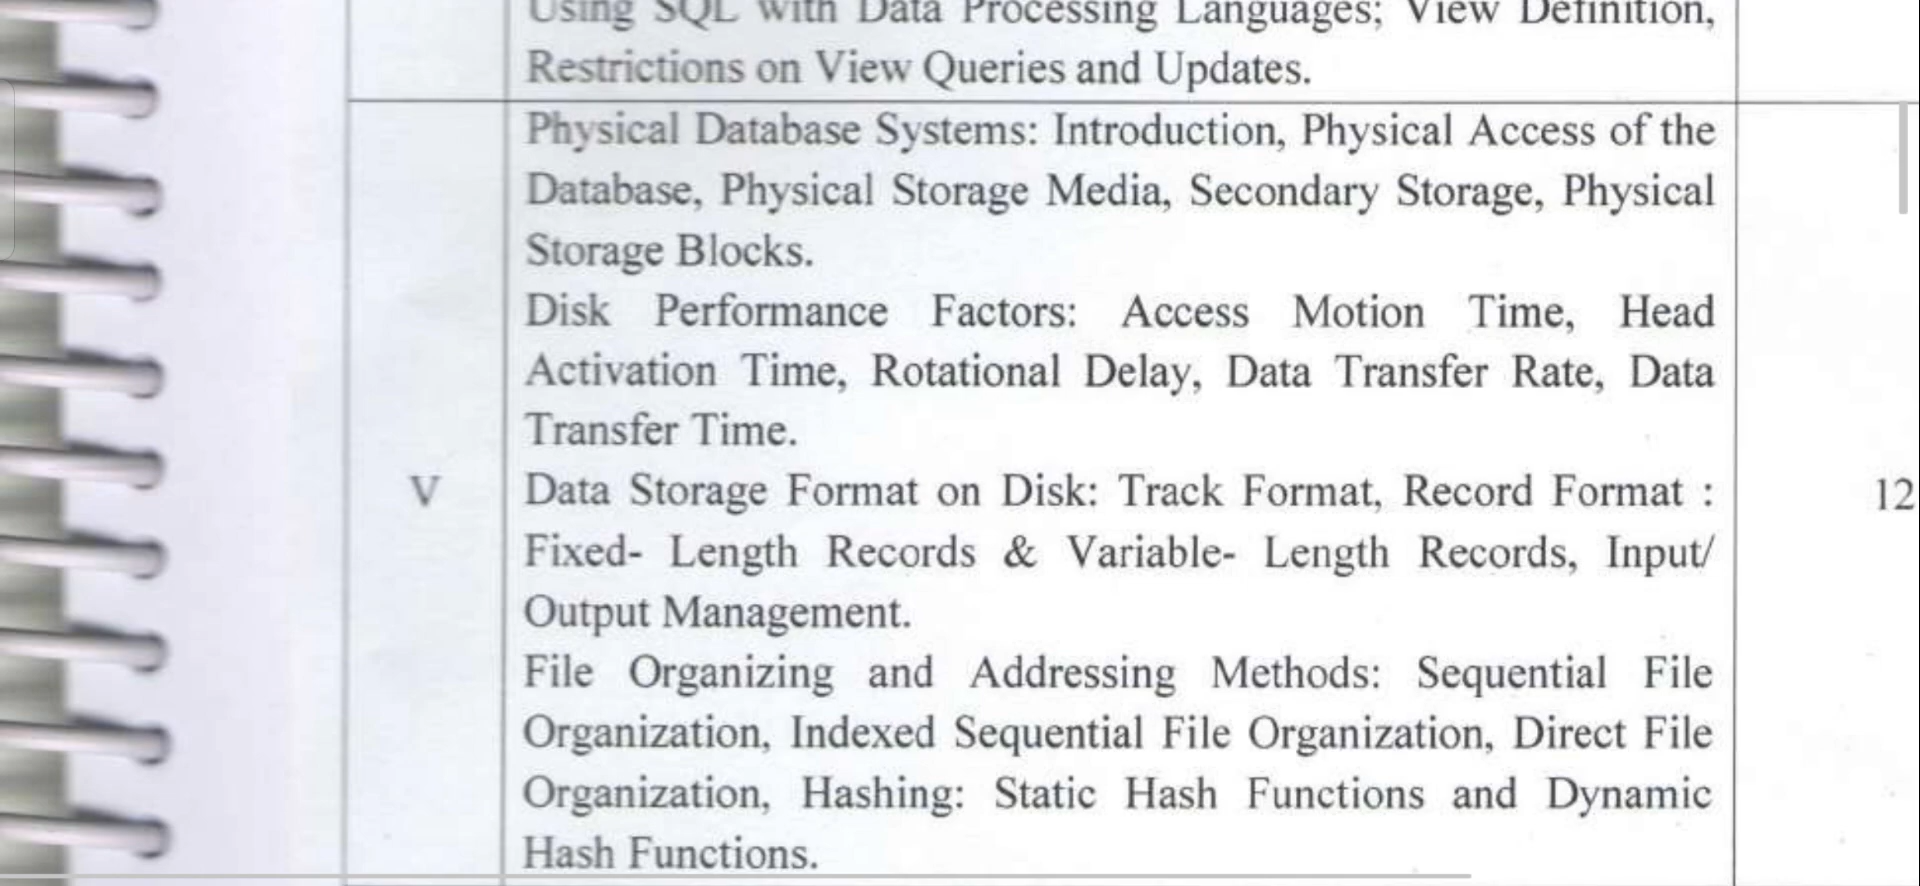 Using SQL with Data Processing Languages; View Definition,
Restrictions on View Queries and Updates.
Physical Database Systems: Introduction, Physical Access of the
Database, Physical Storage Media, Secondary Storage, Physical
Storage Blocks.
Disk Performance Factors: Access Motion Time, Head
Activation Time, Rotational Delay, Data Transfer Rate, Data
Transfer Time.
V
Data Storage Format on Disk: Track Format, Record Format :
12
Fixed- Length Records & Variable- Length Records, Input/
Output Management.
File Organizing and Addressing Methods: Sequential File
Organization, Indexed Sequential File Organization, Direct File
Organization, Hashing: Static Hash Functions and Dynamic
Hash Functions.